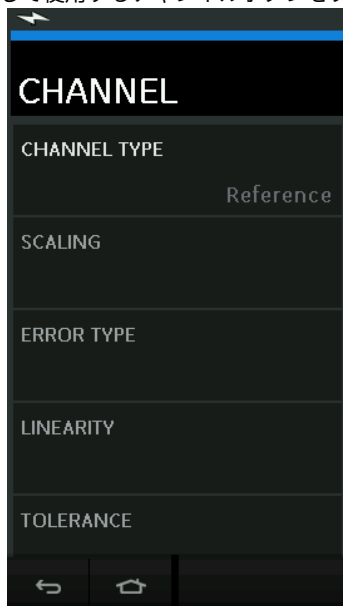 CHANNEL
CHANNEL TYPE
Reference
SCALING
ERROR TYPE
LINEARITY
TOLERANCE